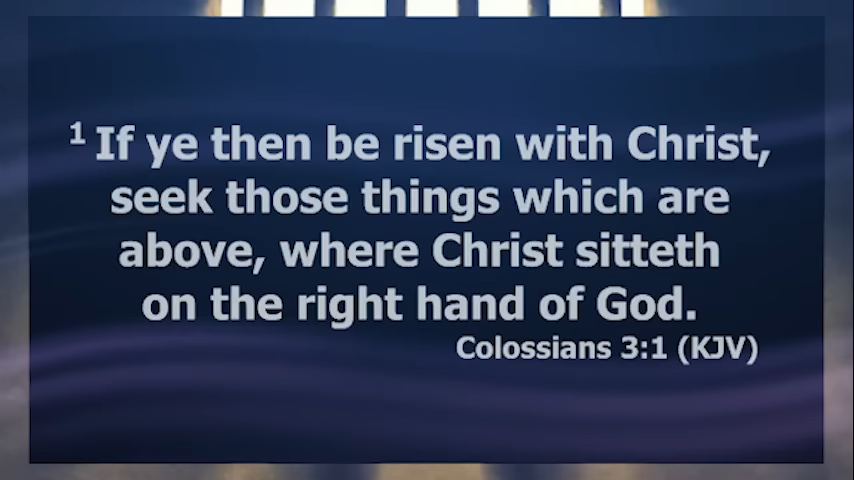 1 If ye then be risen with Christ,
seek those things which are
above, where Christ sitteth
on the right hand of God.
Colossians 3:1 (KJV)